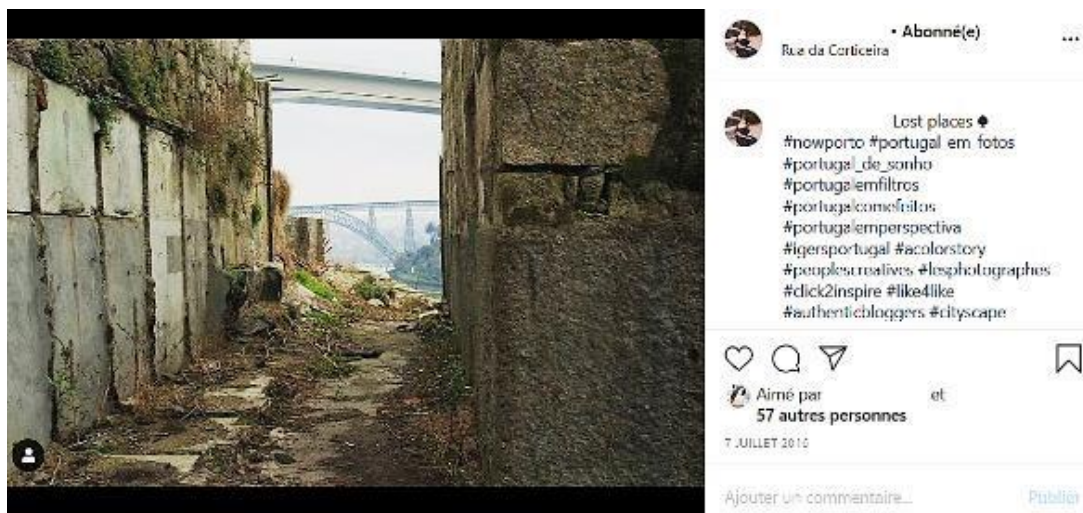 • Abonné(e)
Rua da Corticeira
Lost places
#nowporto #portugal em fotos
#portugal_de_sonho
#portugalemfiltros
#portugalcomefeitos
#portugalemperspectiva
#igersportugal #acolorstory
#peoplescreatives #lesphotographes
#click2inspire #like4like
#authenticbloggers #cityscape
Aimé par et
57 autres personnes
7 JUILLET 2016
Ajouter un commentaire...
Publier